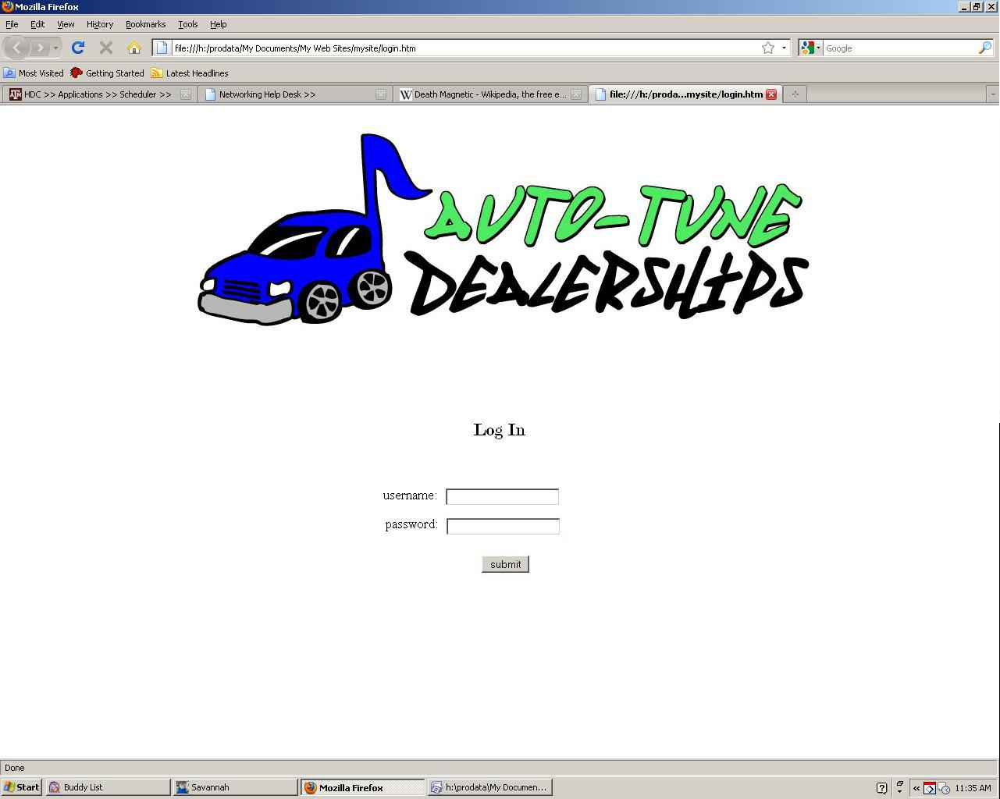 Mozilla Firefox
File Edit View History Bookmarks Tools Help
file:///h:/prodata/My Documents/My Web Sites/mysite/login.htm
Google
Most Visited Getting Started Latest Headlines
HDC >> Applications >> Scheduler >>
Networking Help Desk >>
Death Magnetic - Wikipedia, the free e...
file:///h:/proda...mysite/login.htm
AUTO-TUNE
DEALERSHIPS
Log In
username:
password:
submit
Done
Start Buddy List Savannah Mozilla Firefox h:\prodata\My Documen... 11:35 AM